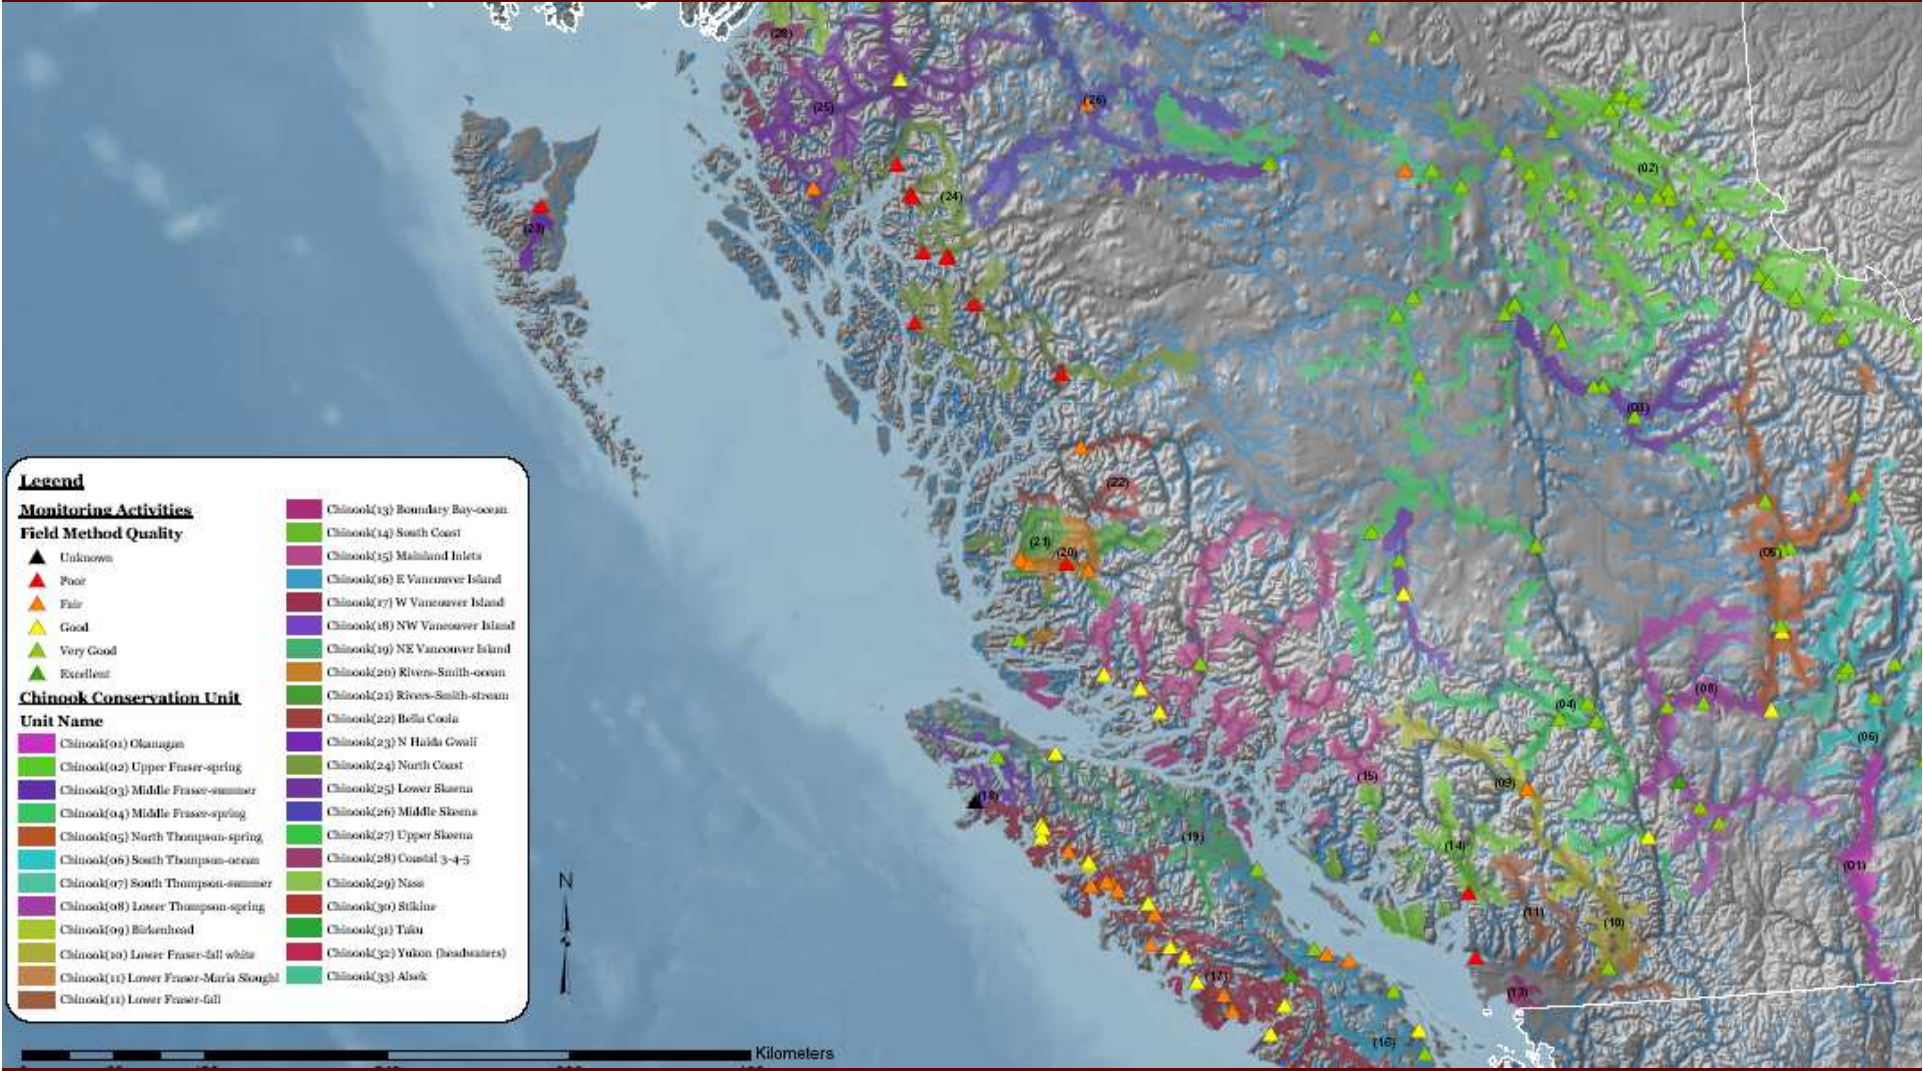 Legend
Monitoring Activities
Field Method Quality
Unknown
Poor
Fair
Good
Very Good
Excellent
Chinook Conservation Unit
Unit Name
Chinook(01) Okanagan
Chinook(02) Upper Fraser-spring
Chinook(03) Middle Fraser-summer
Chinook(04) Middle Fraser-spring
Chinook(05) North Thompson-spring
Chinook(06) South Thompson-ocean
Chinook(07) South Thompson-summer
Chinook(08) Lower Thompson-spring
Chinook(09) Birkenhead
Chinook(10) Lower Fraser-fall white
Chinook(11) Lower Fraser-Maria Slough
Chinook(11) Lower Fraser-fall
Chinook(13) Boundary Bay-ocean
Chinook(14) South Coast
Chinook(15) Mainland Inlets
Chinook(16) E Vancouver Island
Chinook(17) W Vancouver Island
Chinook(18) NW Vancouver Island
Chinook(19) NE Vancouver Island
Chinook(20) Rivers-Smith-ocean
Chinook(21) Rivers-Smith-stream
Chinook(22) Bella Coola
Chinook(23) N Haida Gwaii
Chinook(24) North Coast
Chinook(25) Lower Skeena
Chinook(26) Middle Skeena
Chinook(27) Upper Skeena
Chinook(28) Coastal 3-4-5
Chinook(29) Nass
Chinook(30) Stikine
Chinook(31) Taku
Chinook(32) Yukon (headwaters)
Chinook(33) Alsek
N
Kilometers
(28)
(25)
(26)
(02)
(24)
(23)
(03)
(22)
(21)
(20)
(05)
(08)
(04)
(06)
(15)
(09)
(18)
(19)
(14)
(01)
(11)
(10)
(17)
(13)
(16)